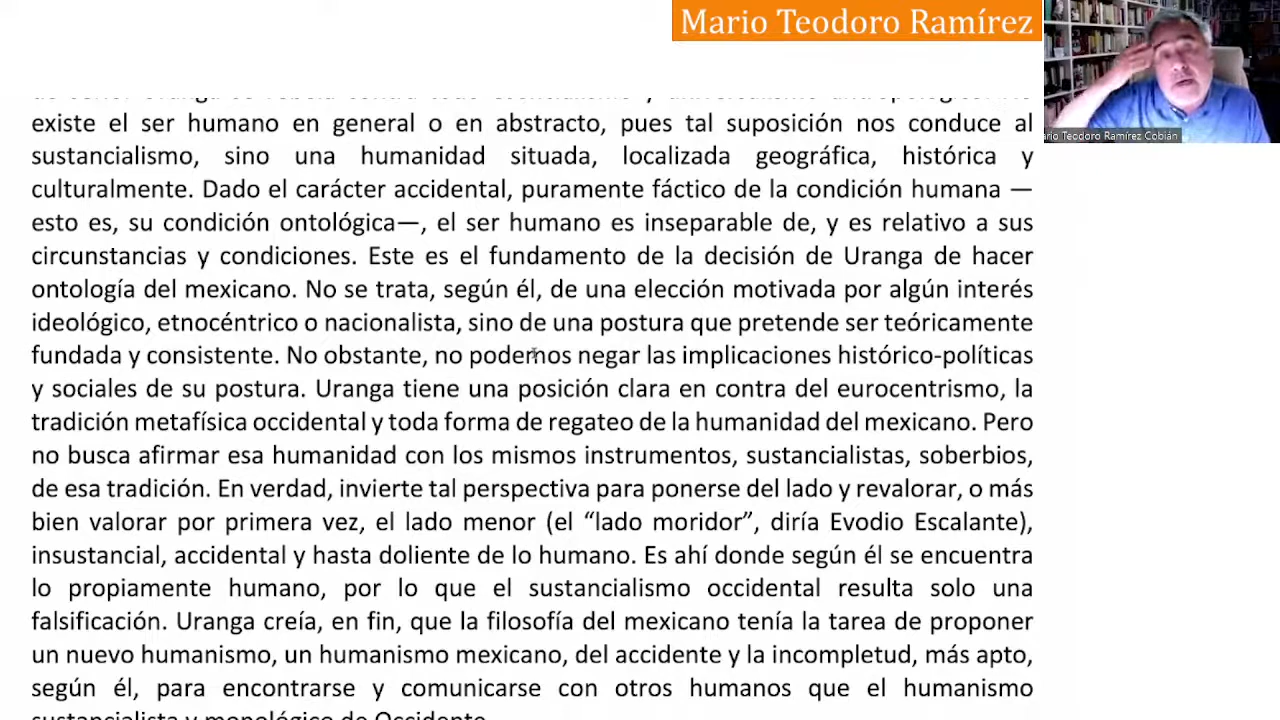 Mario Teodoro Ramírez
Mario Teodoro Ramírez Cobián
existe el ser humano en general o en abstracto, pues tal suposición nos conduce al
sustancialismo, sino una humanidad situada, localizada geográfica, histórica y
culturalmente. Dado el carácter accidental, puramente fáctico de la condición humana —
esto es, su condición ontológica—, el ser humano es inseparable de, y es relativo a sus
circunstancias y condiciones. Este es el fundamento de la decisión de Uranga de hacer
ontología del mexicano. No se trata, según él, de una elección motivada por algún interés
ideológico, etnocéntrico o nacionalista, sino de una postura que pretende ser teóricamente
fundada y consistente. No obstante, no podemos negar las implicaciones histórico-políticas
y sociales de su postura. Uranga tiene una posición clara en contra del eurocentrismo, la
tradición metafísica occidental y toda forma de regateo de la humanidad del mexicano. Pero
no busca afirmar esa humanidad con los mismos instrumentos, sustancialistas, soberbios,
de esa tradición. En verdad, invierte tal perspectiva para ponerse del lado y revalorar, o más
bien valorar por primera vez, el lado menor (el “lado moridor”, diría Evodio Escalante),
insustancial, accidental y hasta doliente de lo humano. Es ahí donde según él se encuentra
lo propiamente humano, por lo que el sustancialismo occidental resulta solo una
falsificación. Uranga creía, en fin, que la filosofía del mexicano tenía la tarea de proponer
un nuevo humanismo, un humanismo mexicano, del accidente y la incompletud, más apto,
según él, para encontrarse y comunicarse con otros humanos que el humanismo
sustancialista y monológico de Occidente.